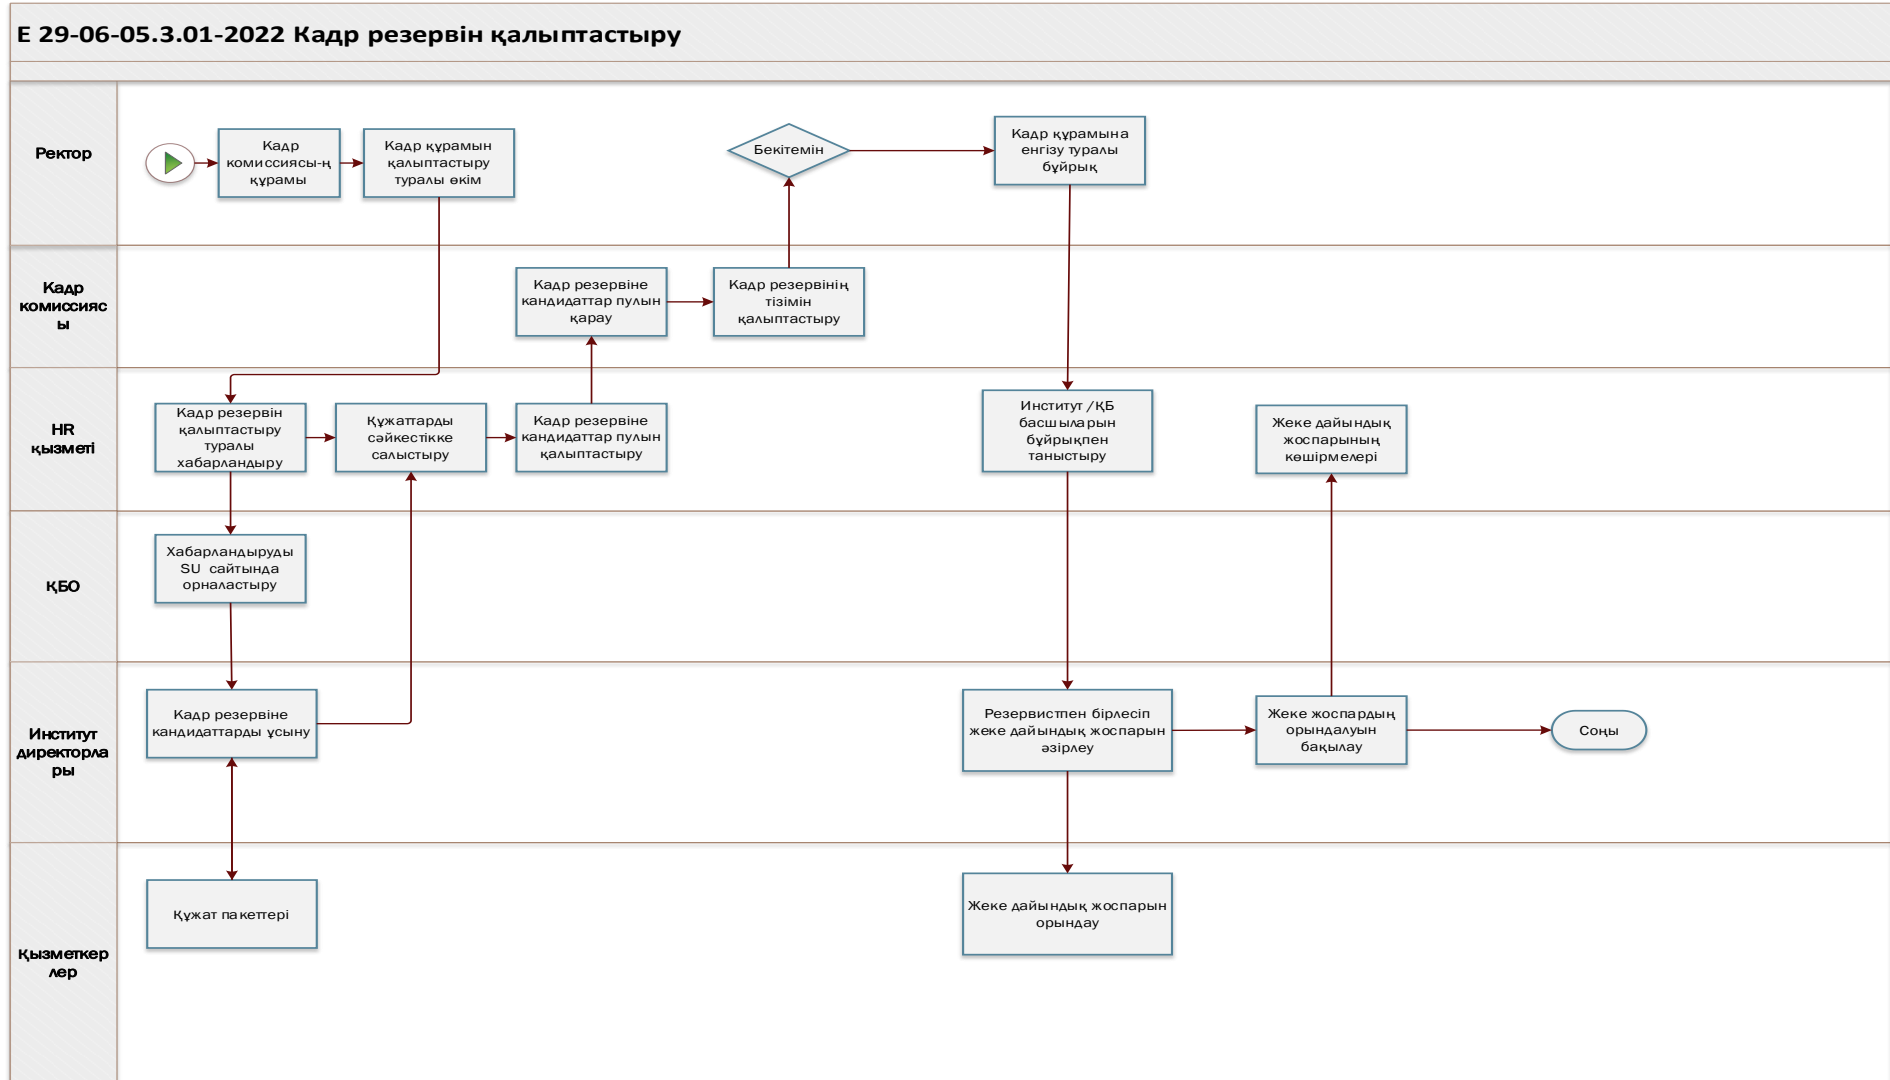 Е 29-06-05.3.01-2022 Кадр резервін қалыптастыру
Ректор
Кадр
комиссиясы-ң
құрамы
Кадр құрамын
қалыптастыру
туралы өкім
Бекітемін
Кадр құрамына
енгізу туралы
бұйрық
Кадр
комиссияс
ы
Кадр резервіне
кандидаттар пулын
қарау
Кадр резервінің
тізімін
қалыптастыру
HR
қызметі
Кадр резервін
қалыптастыру
туралы
хабарландыру
Құжаттарды
сәйкестікке
салыстыру
Кадр резервіне
кандидаттар пулын
қалыптастыру
Институт /ҚБ
басшыларын
бұйрықпен
таныстыру
Жеке дайындық
жоспарының
көшірмелері
ҚБО
Хабарландыруды
SU сайтында
орналастыру
Институт
директорла
ры
Кадр резервіне
кандидаттарды ұсыну
Резервистпен бірлесіп
жеке дайындық жоспарын
әзірлеу
Жеке жоспардың
орындалуын
бақылау
Соңы
Қызметкер
лер
Құжат пакеттері
Жеке дайындық жоспарын
орындау